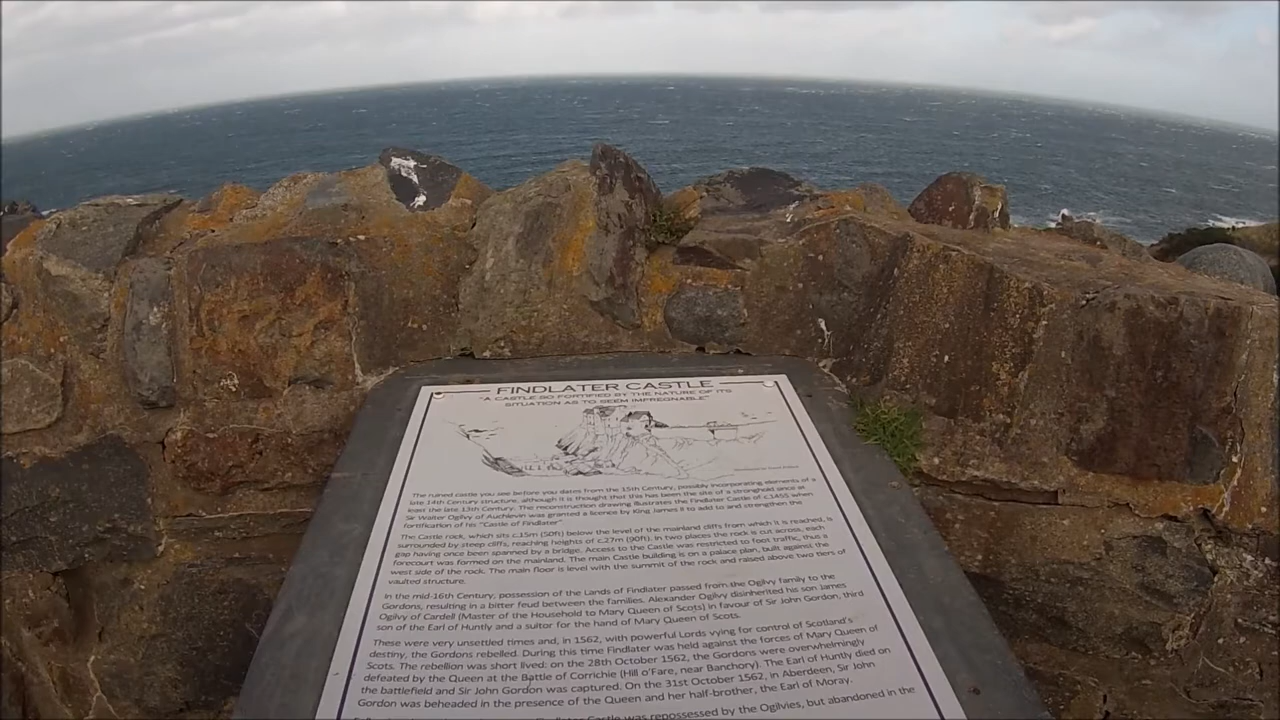 FINDLATER CASTLE
"A CASTLE SO FORTIFIED BY THE NATURE OF ITS
SITUATION AS TO SEEM IMPREGNABLE"
The ruined castle you see before you dates from the 15th Century, possibly incorporating elements of a
late 14th Century structure, although it is thought that this has been the site of a stronghold since at
least the late 13th Century. The reconstruction drawing illustrates the Findlater Castle of c.1455 when
Sir Walter Ogilvy of Auchlevin was granted a licence by King James II to add to and strengthen the
fortification of his "Castle of Findlater"
The Castle rock, which sits c.15m (50ft) below the level of the mainland cliffs from which it is reached, is
surrounded by steep cliffs, reaching heights of c.27m (90ft). In two places the rock is cut across, each
gap having once been spanned by a bridge. Access to the Castle was restricted to foot traffic, thus a
forecourt was formed on the mainland. The main Castle building is on a palace plan, built against the
west side of the rock. The main floor is level with the summit of the rock and raised above two tiers of
vaulted structure.
In the mid-16th Century, possession of the Lands of Findlater passed from the Ogilvy family to the
Gordons, resulting in a bitter feud between the families. Alexander Ogilvy disinherited his son James
Ogilvy of Cardell (Master of the Household to Mary Queen of Scots) in favour of Sir John Gordon, third
son of the Earl of Huntly and a suitor for the hand of Mary Queen of Scots.
These were very unsettled times and, in 1562, with powerful Lords vying for control of Scotland's
destiny, the Gordons rebelled. During this time Findlater was held against the forces of Mary Queen of
Scots. The rebellion was short lived: on the 28th October 1562, the Gordons were overwhelmingly
defeated by the Queen at the Battle of Corrichie (Hill o'Fare, near Banchory). The Earl of Huntly died on
the battlefield and Sir John Gordon was captured. On the 31st October 1562, in Aberdeen, Sir John
Gordon was beheaded in the presence of the Queen and her half-brother, the Earl of Moray.
Findlater Castle was repossessed by the Ogilvies, but abandoned in the